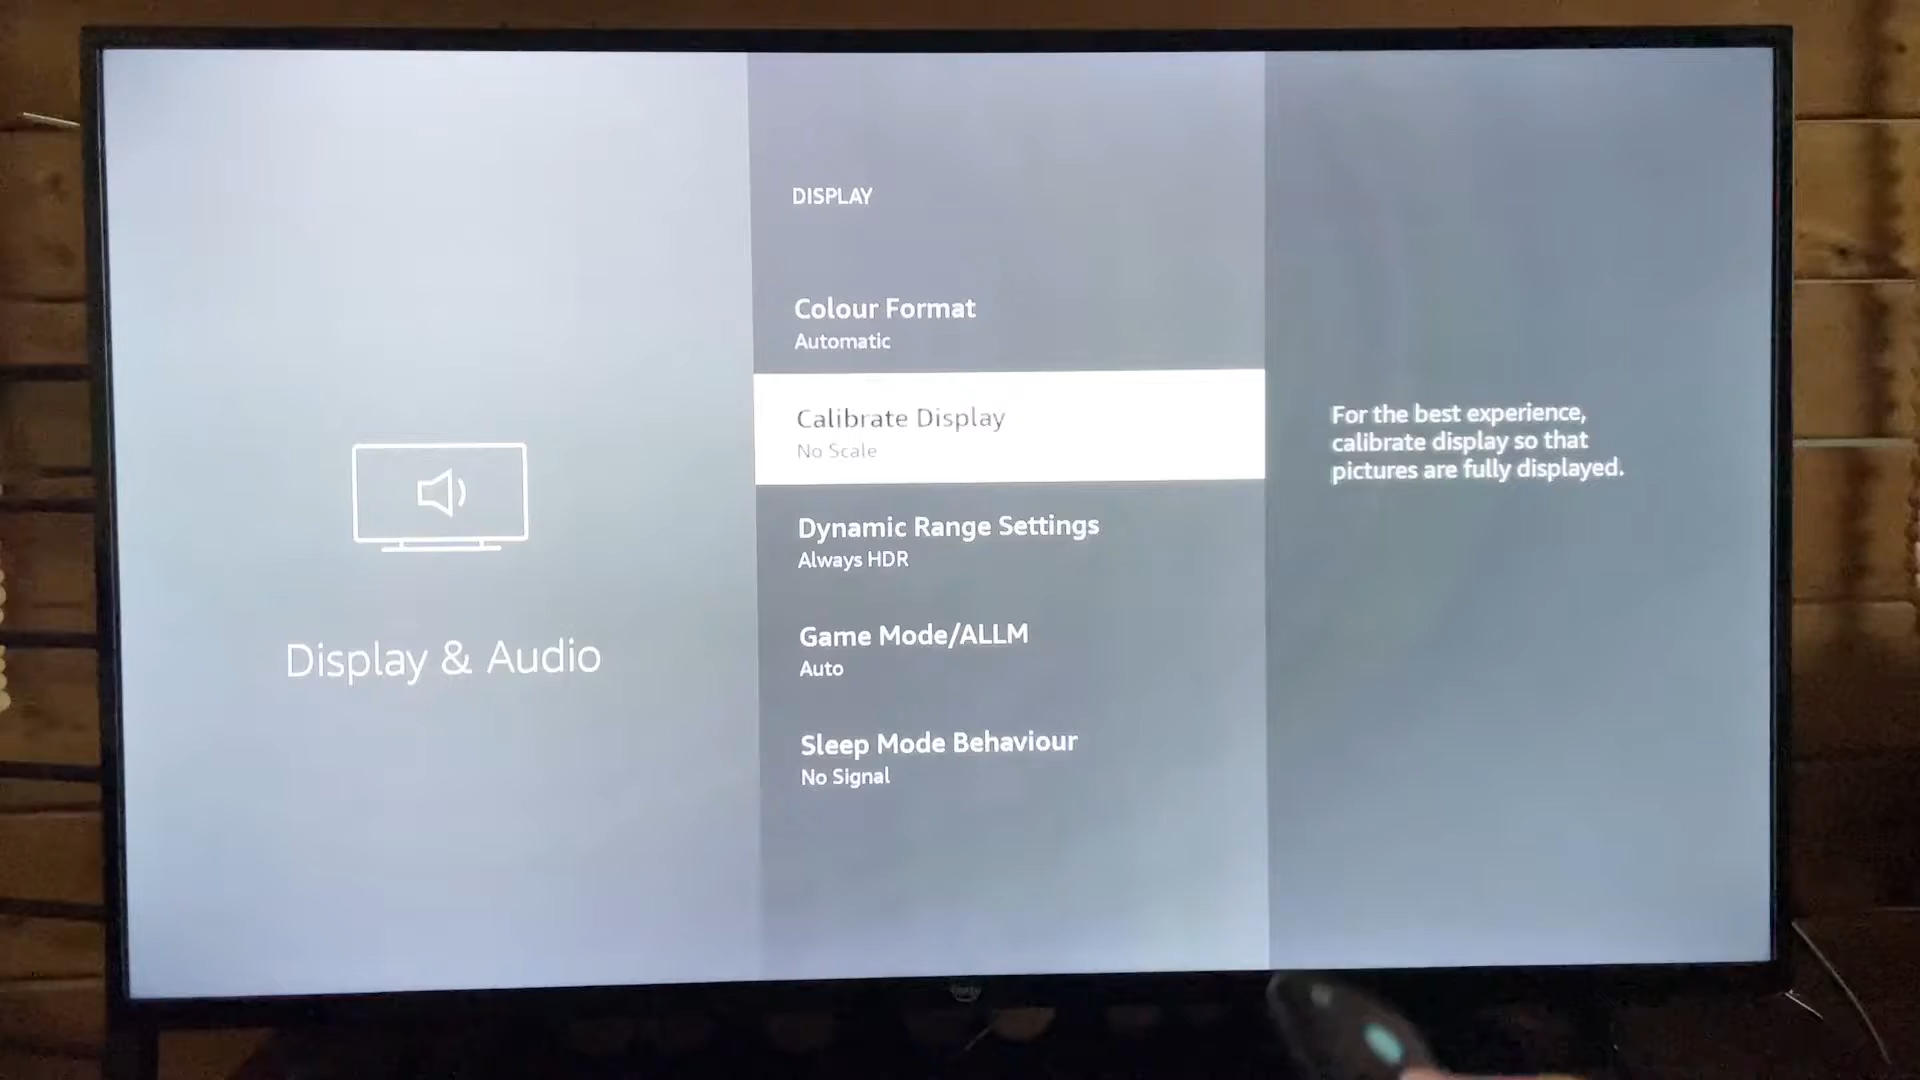 Display & Audio
DISPLAY
Colour Format
Automatic
Calibrate Display
No Scale
Dynamic Range Settings
Always HDR
Game Mode/ALLM
Auto
Sleep Mode Behaviour
No Signal
For the best experience,
calibrate display so that
pictures are fully displayed.